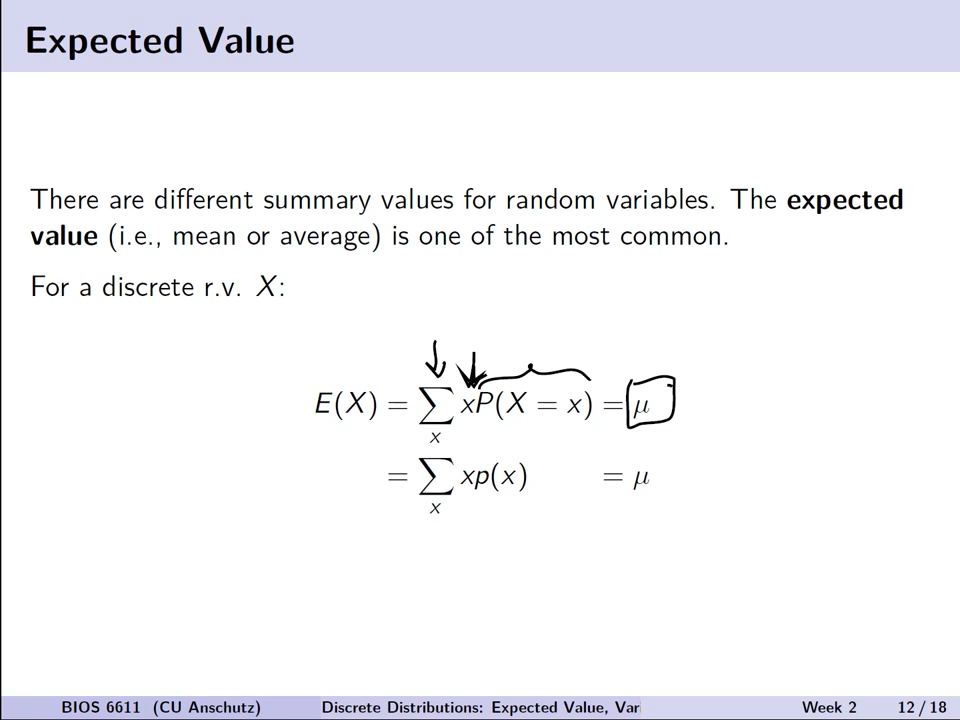 Expected Value
There are different summary values for random variables. The expected
value (i.e., mean or average) is one of the most common.
For a discrete r.v. X:
E(X) = ∑ xP(X = x) = μ
x
= ∑ xp(x) = μ
x
BIOS 6611 (CU Anschutz) Discrete Distributions: Expected Value, Vari Week 2 12 / 18